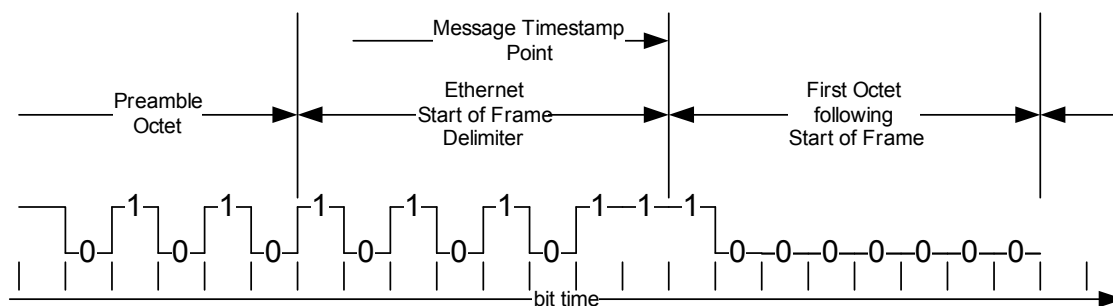 Message Timestamp
Point
Preamble
Octet
Ethernet
Start of Frame
Delimiter
First Octet
following
Start of Frame
0 1 0 1 0 1 0 1 0 1 0 1 1 1 0 0 0 0 0 0 0
bit time